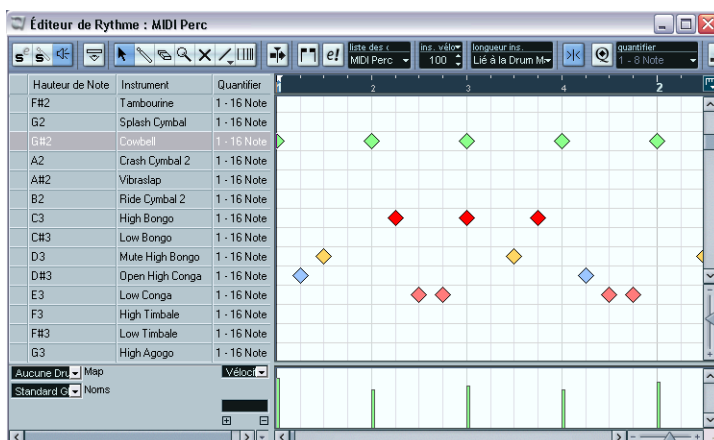 Éditeur de Rythme : MIDI Perc
liste des ( ins. vélo longueur ins. quantifier
MIDI Perc 100 Lié à la Drum M 1 - 8 Note
Hauteur de Note Instrument Quantifier 1 2 3 4 2
F#2 Tambourine 1 - 16 Note
G2 Splash Cymbal 1 - 16 Note
G#2 Cowbell 1 - 16 Note
A2 Crash Cymbal 2 1 - 16 Note
A#2 Vibraslap 1 - 16 Note
B2 Ride Cymbal 2 1 - 16 Note
C3 High Bongo 1 - 16 Note
C#3 Low Bongo 1 - 16 Note
D3 Mute High Bongo 1 - 16 Note
D#3 Open High Conga 1 - 16 Note
E3 Low Conga 1 - 16 Note
F3 High Timbale 1 - 16 Note
F#3 Low Timbale 1 - 16 Note
G3 High Agogo 1 - 16 Note
Aucune Dru Map Véloci
Standard G Noms